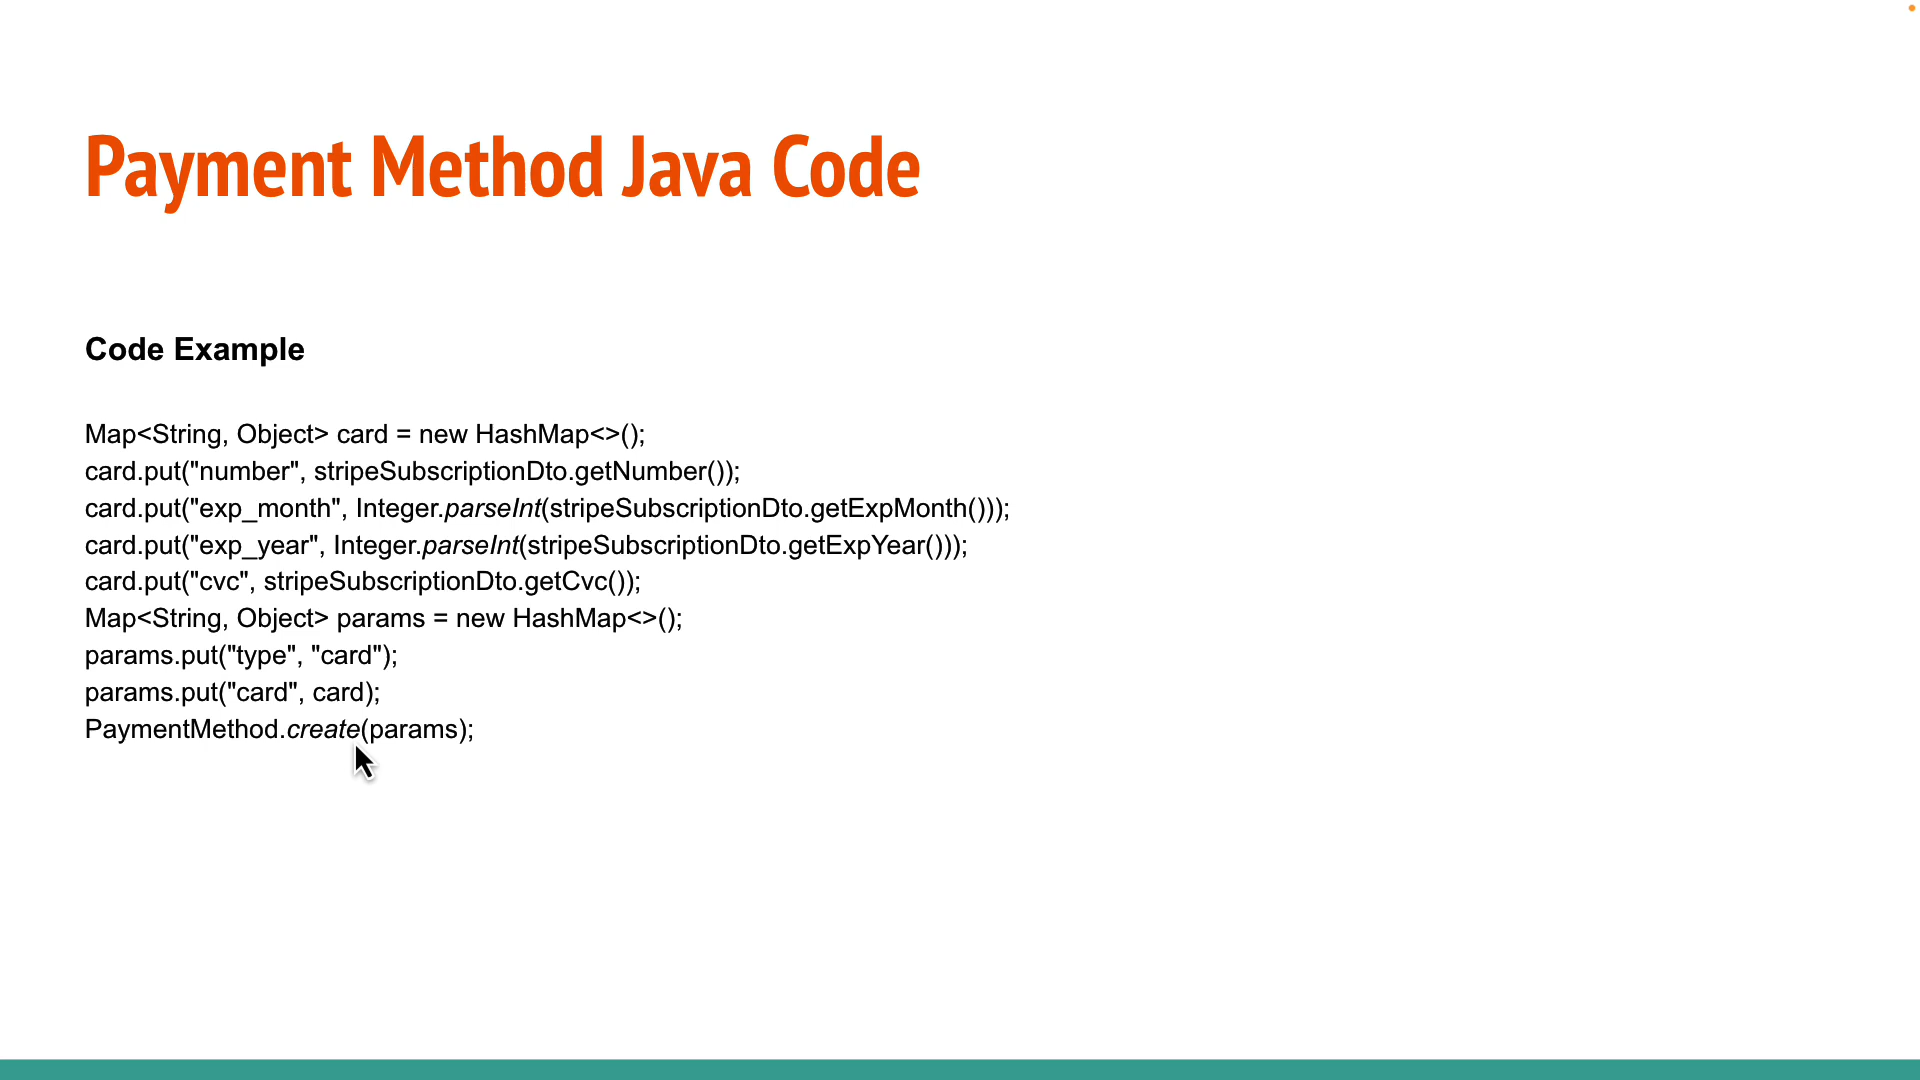 Payment Method Java Code
Code Example
Map<String, Object> card = new HashMap<>();
card.put("number", stripeSubscriptionDto.getNumber());
card.put("exp_month", Integer.parseInt(stripeSubscriptionDto.getExpMonth()));
card.put("exp_year", Integer.parseInt(stripeSubscriptionDto.getExpYear()));
card.put("cvc", stripeSubscriptionDto.getCvc());
Map<String, Object> params = new HashMap<>();
params.put("type", "card");
params.put("card", card);
PaymentMethod.create(params);